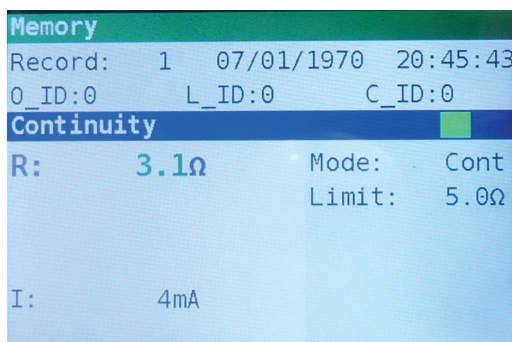 Memory
Record: 1 07/01/1970 20:45:43
O_ID:0 L_ID:0 C_ID:0
Continuity
R: 3.1Ω Mode: Cont
Limit: 5.0Ω
I: 4mA